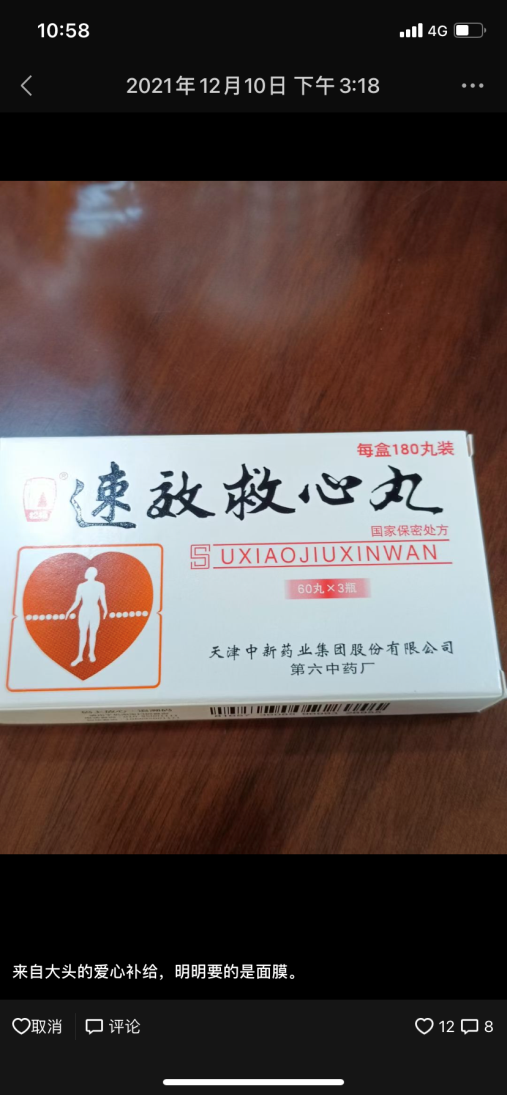 10:58
4G
2021年12月10日 下午3:18
每盒180丸装
®
速效救心丸
国家保密处方
SUXIAOJIUXINWAN
60丸×3瓶
天津中新药业集团股份有限公司
第六中药厂
来自大头的爱心补给，明明要的是面膜。
取消
评论
12
8